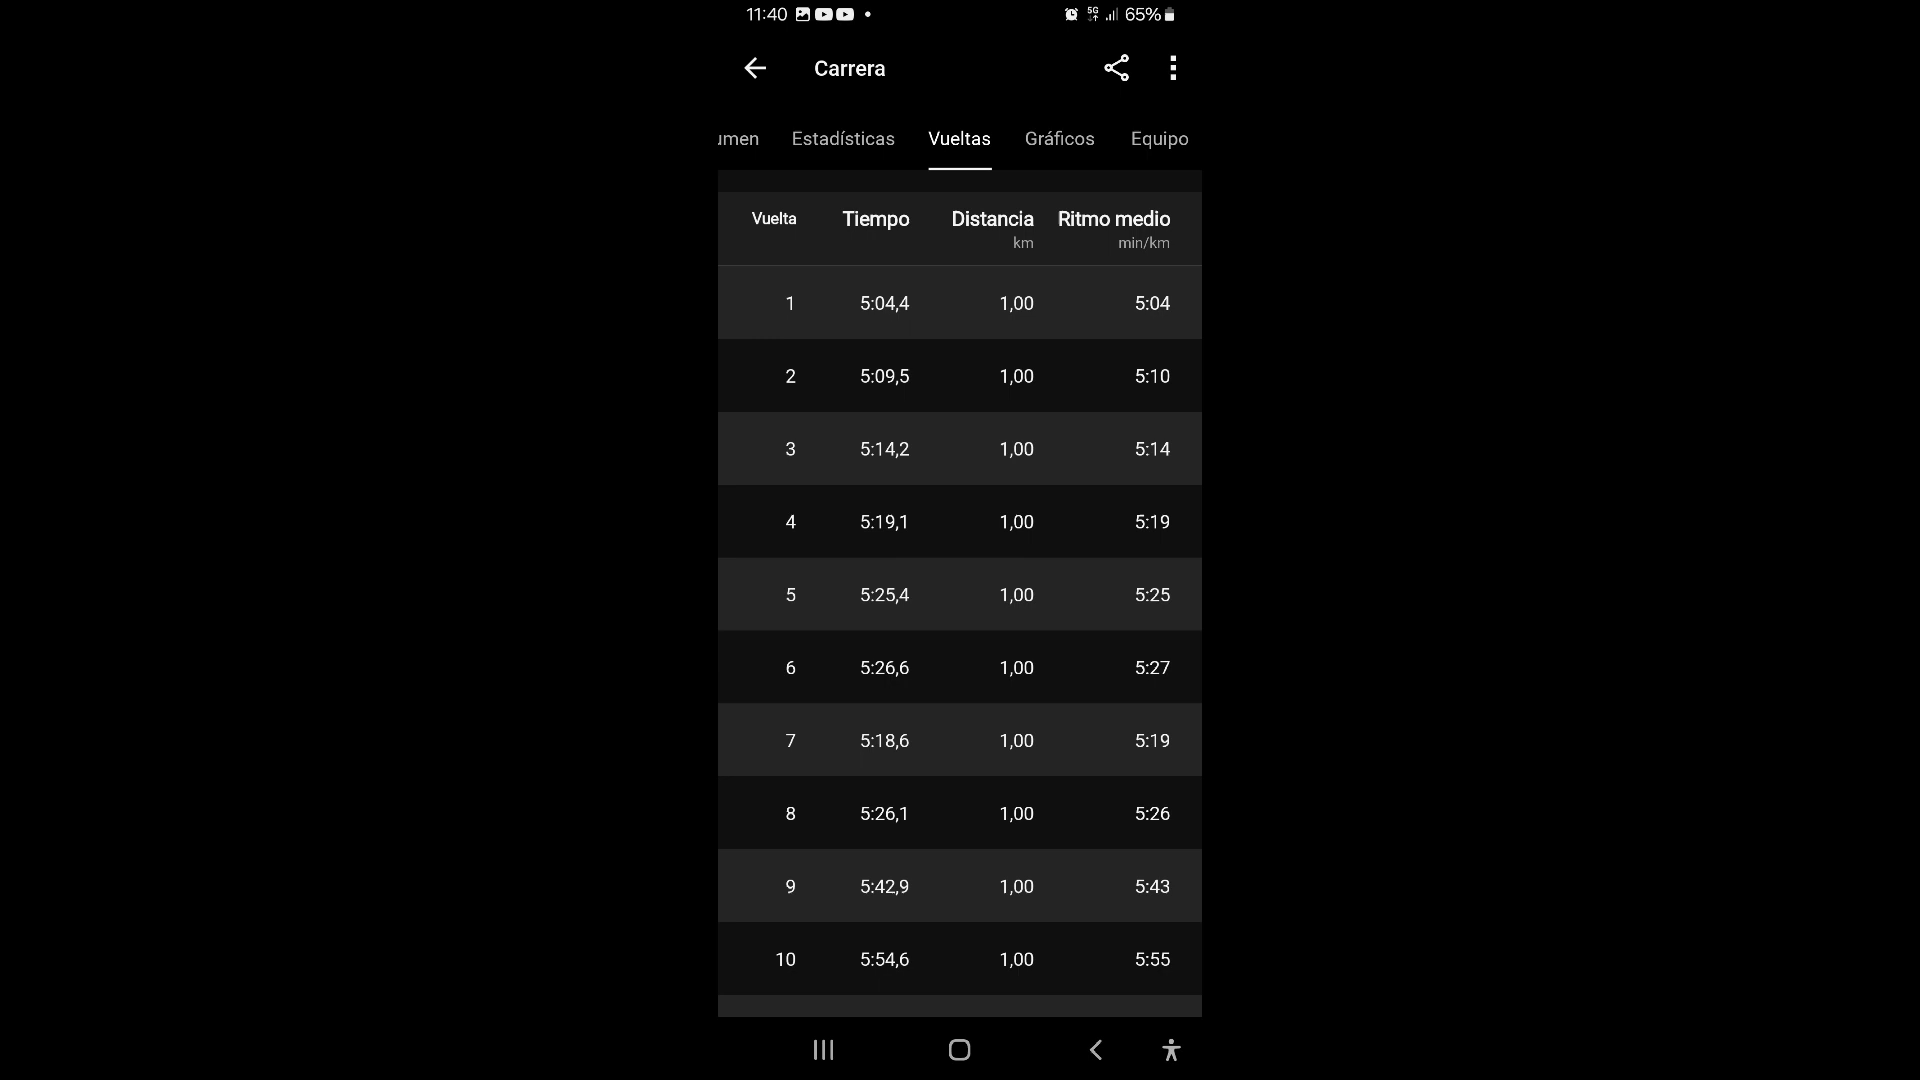 11:40 5G 65%
Carrera
umen Estadísticas Vueltas Gráficos Equipo
Vuelta Tiempo Distancia Ritmo medio
km min/km
1 5:04,4 1,00 5:04
2 5:09,5 1,00 5:10
3 5:14,2 1,00 5:14
4 5:19,1 1,00 5:19
5 5:25,4 1,00 5:25
6 5:26,6 1,00 5:27
7 5:18,6 1,00 5:19
8 5:26,1 1,00 5:26
9 5:42,9 1,00 5:43
10 5:54,6 1,00 5:55